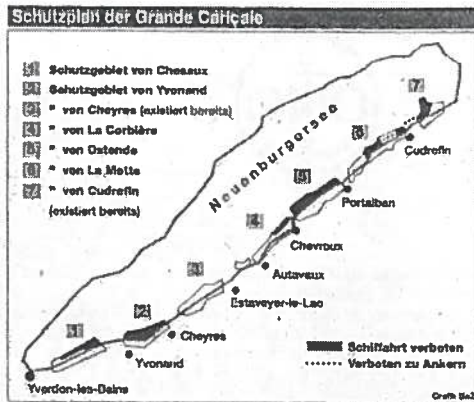 Schutzplan der Grande Cariçaie
1 Schutzgebiet von Cheseaux
2 Schutzgebiet von Yvonand
3 " von Cheyres (existiert bereits)
4 " von La Corbière
5 " von Ostende
6 " von La Motte
7 " von Cudrefin
(existiert bereits)
Neuenburgersee
7
6
Cudrefin
5
Portalban
4
Chevroux
Autavaux
3
Estavayer-le-Lac
2
Cheyres
1
Yvonand
Yverdon-les-Bains
Schiffahrt verboten
Verboten zu Ankern
Grafik